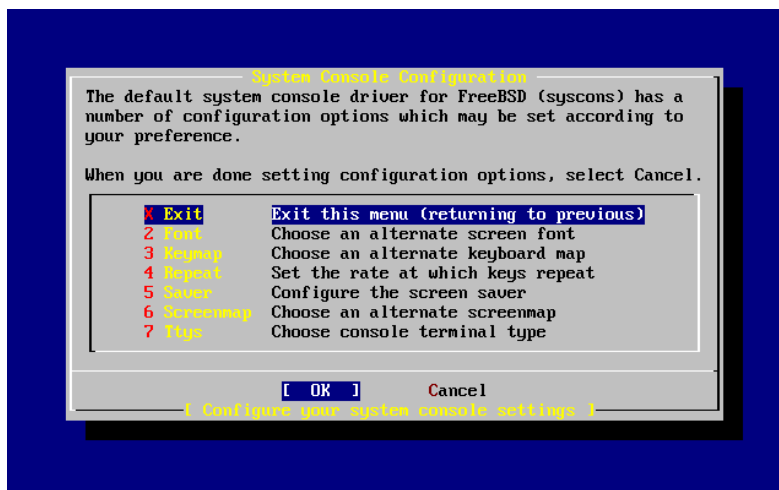 System Console Configuration
The default system console driver for FreeBSD (syscons) has a
number of configuration options which may be set according to
your preference.
When you are done setting configuration options, select Cancel.
X Exit Exit this menu (returning to previous)
2 Font Choose an alternate screen font
3 Keymap Choose an alternate keyboard map
4 Repeat Set the rate at which keys repeat
5 Saver Configure the screen saver
6 Screenmap Choose an alternate screenmap
7 Ttys Choose console terminal type
[ OK ] Cancel
[ Configure your system console settings ]